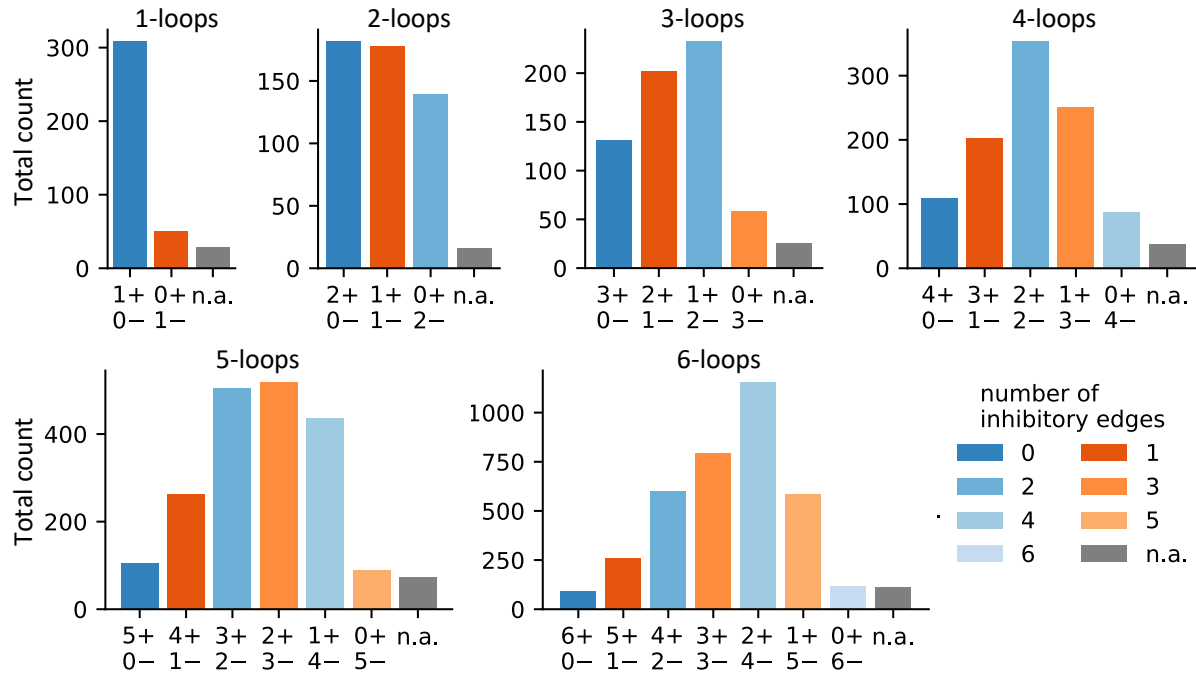 1-loops
Total count
300
200
100
0
1+ 0+ n.a.
0− 1−
2-loops
150
100
50
0
2+ 1+ 0+ n.a.
0− 1− 2−
3-loops
200
150
100
50
0
3+ 2+ 1+ 0+ n.a.
0− 1− 2− 3−
4-loops
300
200
100
0
4+ 3+ 2+ 1+ 0+ n.a.
0− 1− 2− 3− 4−
5-loops
Total count
400
200
0
5+ 4+ 3+ 2+ 1+ 0+ n.a.
0− 1− 2− 3− 4− 5−
6-loops
1000
750
500
250
0
6+ 5+ 4+ 3+ 2+ 1+ 0+ n.a.
0− 1− 2− 3− 4− 5− 6−
number of
inhibitory edges
0 1
2 3
4 5
6 n.a.